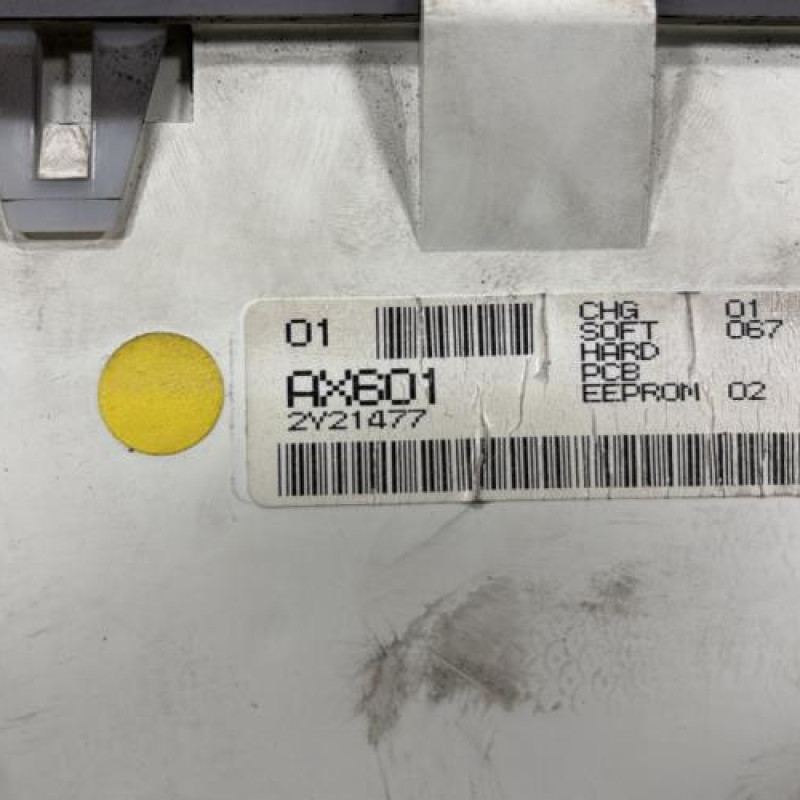 01
AX601
2Y21477
CHG 01
SOFT 067
HARD
PCB
EEPROM 02